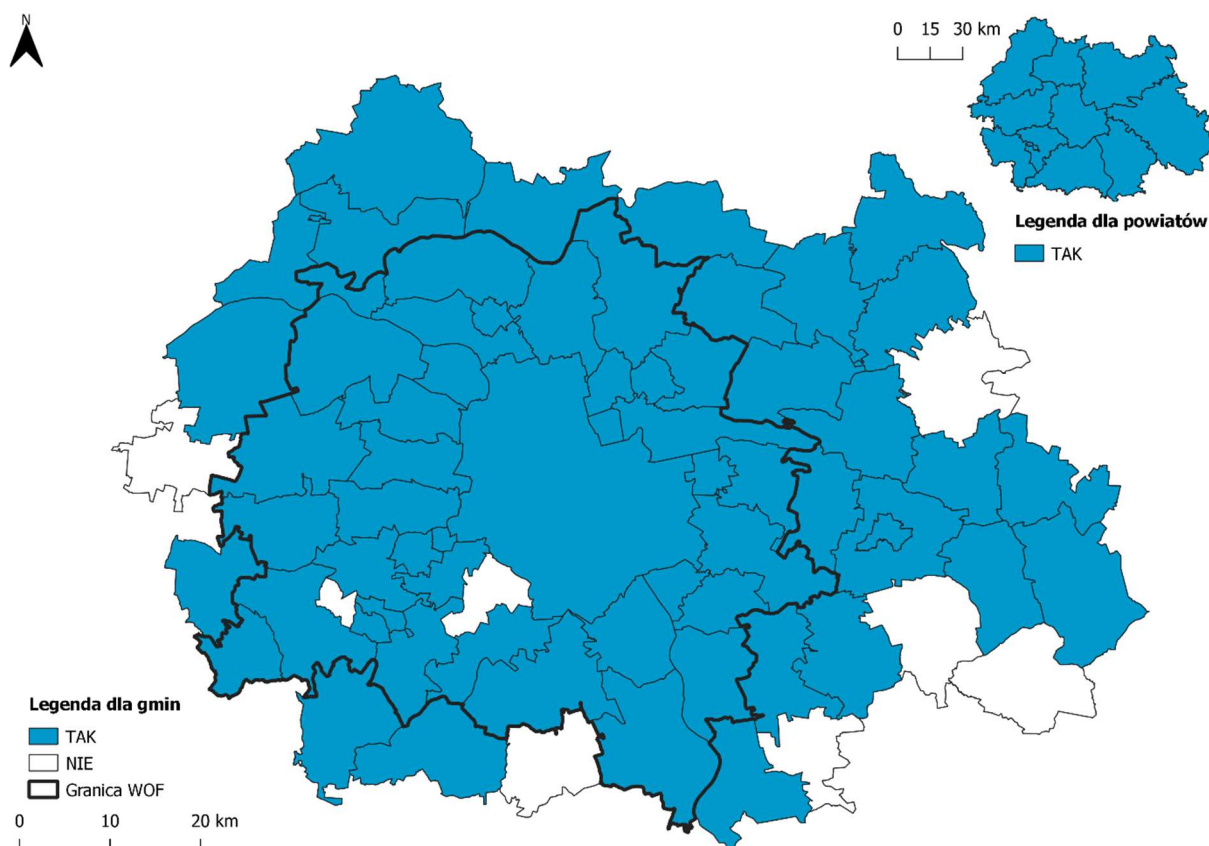 N
0 15 30 km
Legenda dla powiatów
TAK
Legenda dla gmin
TAK
NIE
Granica WOF
0 10 20 km